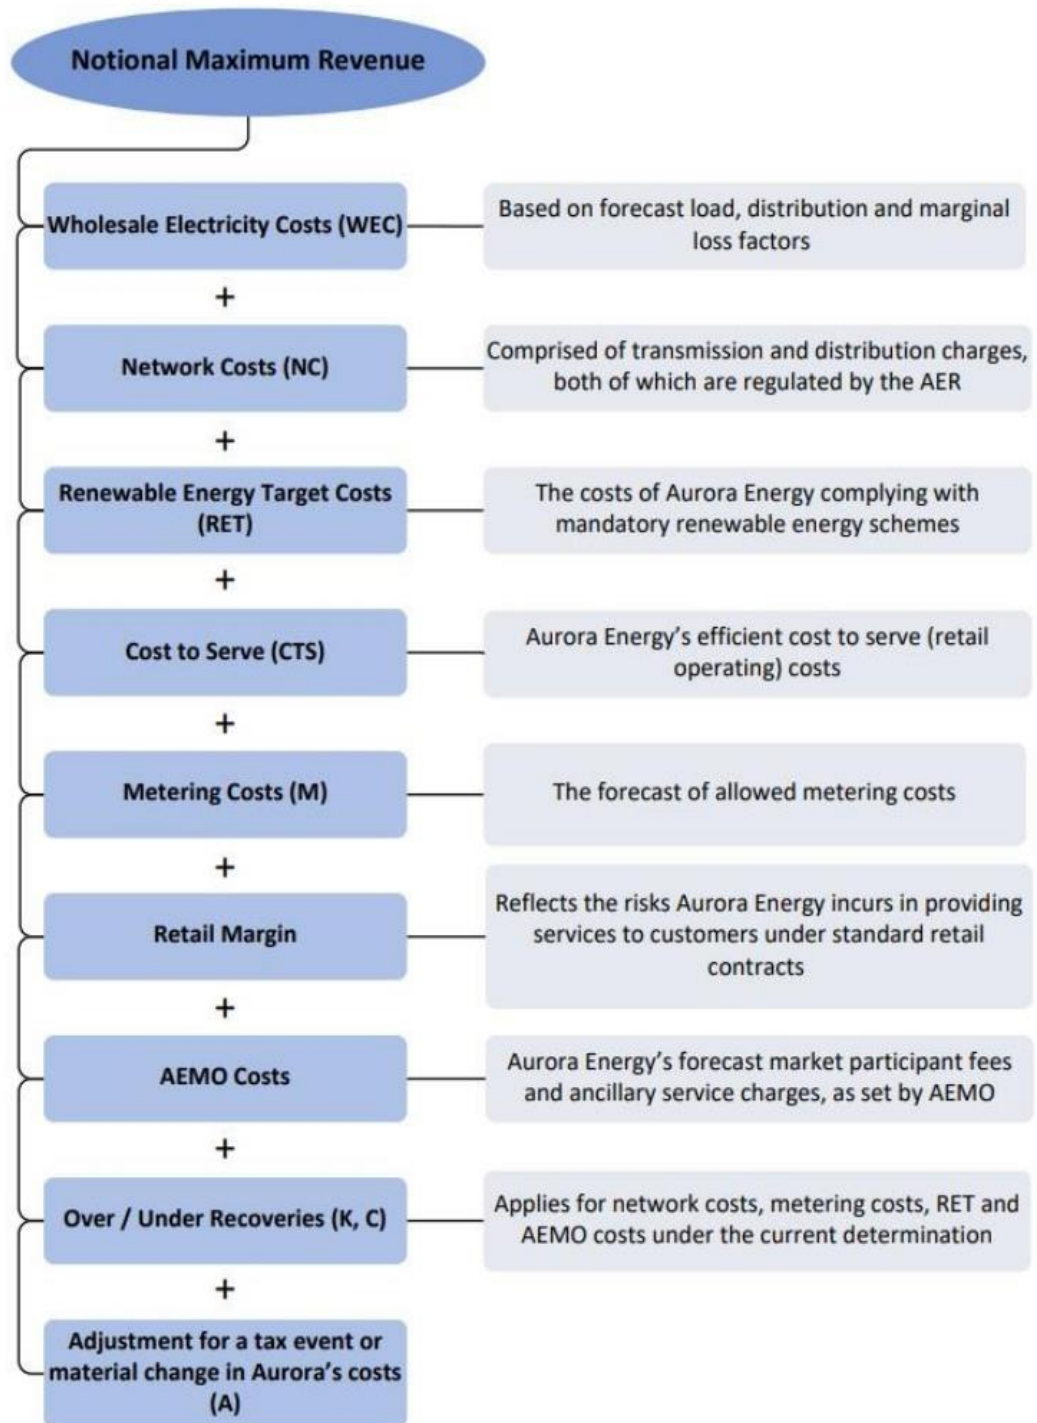 Notional Maximum Revenue
Wholesale Electricity Costs (WEC)
Based on forecast load, distribution and marginal
loss factors
+
Network Costs (NC)
Comprised of transmission and distribution charges,
both of which are regulated by the AER
+
Renewable Energy Target Costs
(RET)
The costs of Aurora Energy complying with
mandatory renewable energy schemes
+
Cost to Serve (CTS)
Aurora Energy's efficient cost to serve (retail
operating) costs
+
Metering Costs (M)
The forecast of allowed metering costs
+
Retail Margin
Reflects the risks Aurora Energy incurs in providing
services to customers under standard retail
contracts
+
AEMO Costs
Aurora Energy's forecast market participant fees
and ancillary service charges, as set by AEMO
+
Over / Under Recoveries (K, C)
Applies for network costs, metering costs, RET and
AEMO costs under the current determination
+
Adjustment for a tax event or
material change in Aurora's costs
(A)